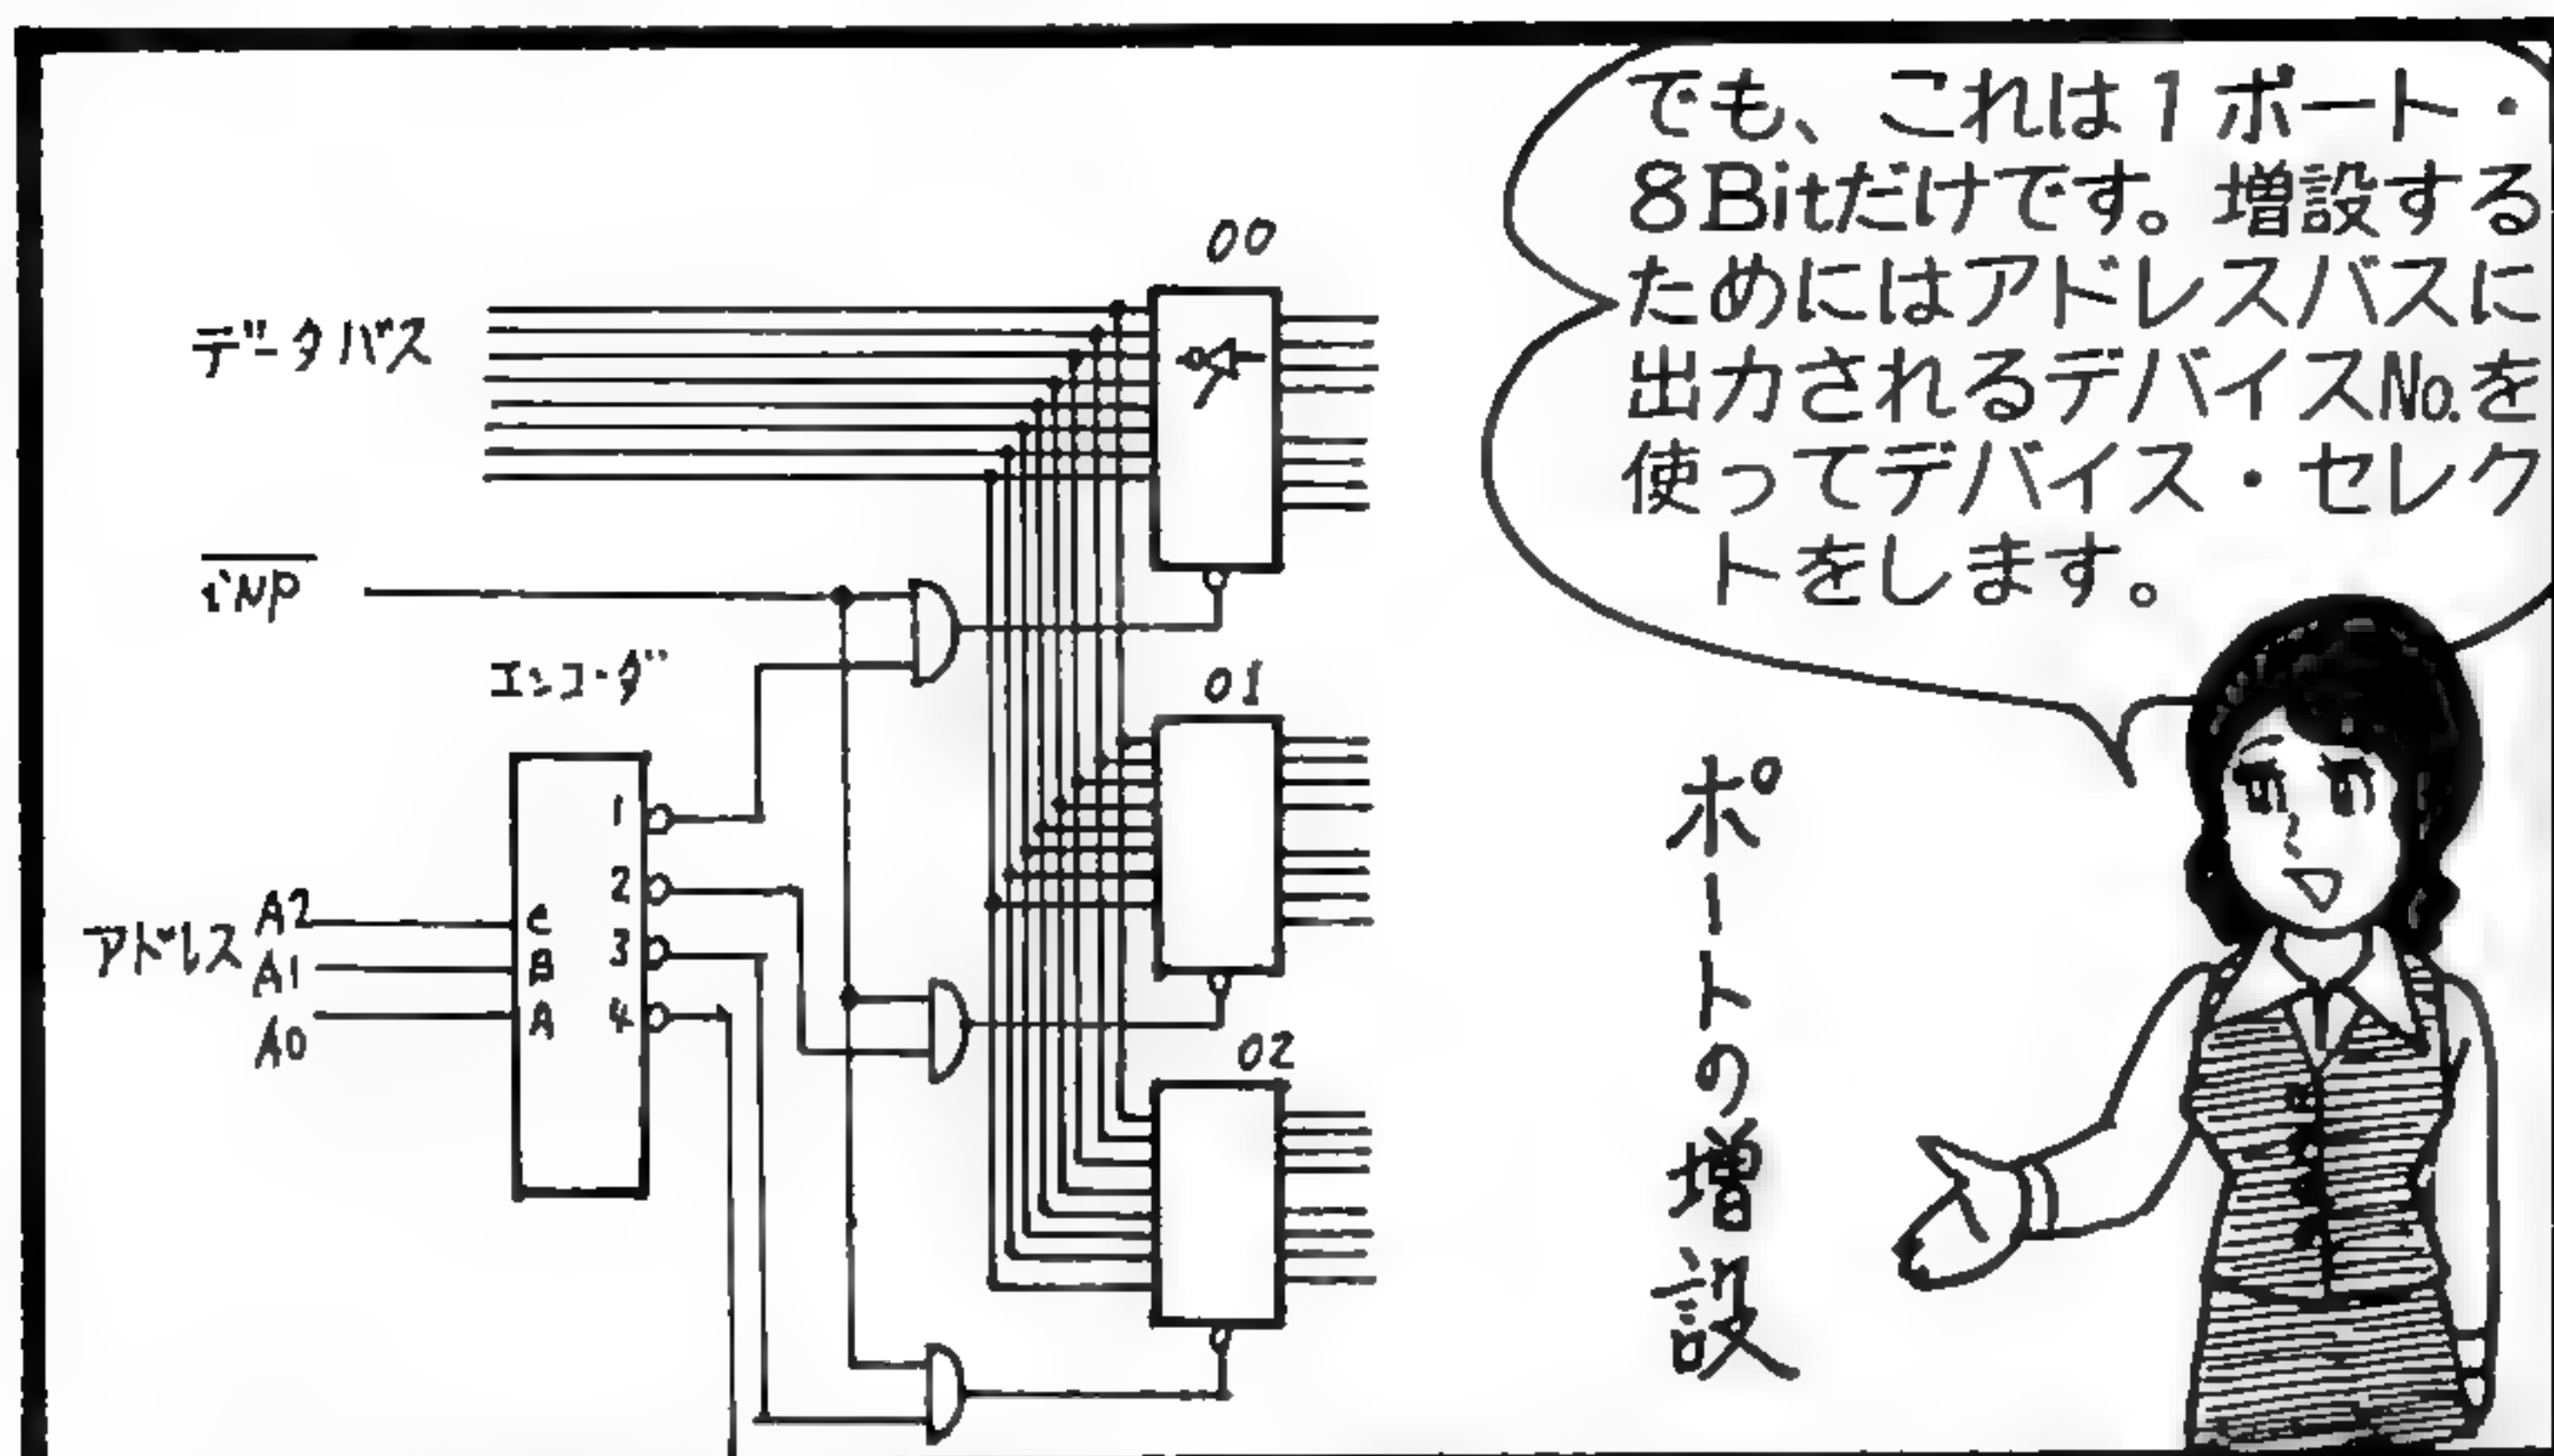 でも、これは1ポート・
8Bitだけです。増設する
ためにはアドレスバスに
出力されるデバイスNo.を
使ってデバイス・セレク
トをします。
ポートの増設
00
データバス
iNP
エンコーダ
01
1
2
3
4
C
B
A
アドレス
A2
A1
A0
02